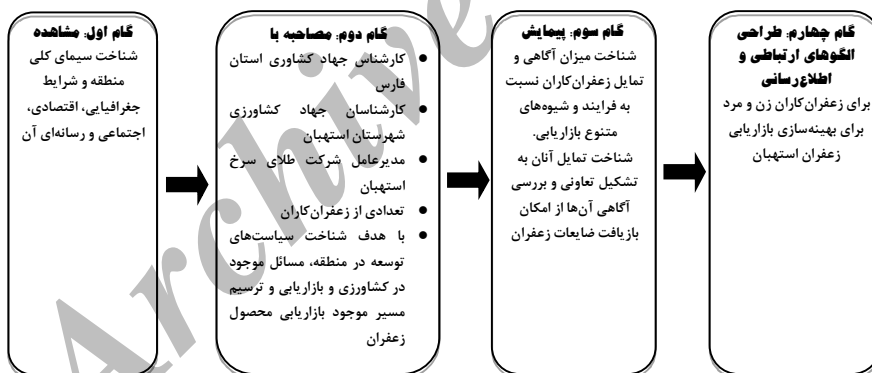 گام اول: مشاهده
شناخت سیمای کلی
منطقه و شرایط
جغرافیایی، اقتصادی،
اجتماعی و رسانه‌ای آن
گام دوم: مصاحبه با
● کارشناس جهاد کشاوری استان
فارس
● کارشناسان جهاد کشاورزی
شهرستان استهبان
● مدیرعامل شرکت طلای سرخ
استهبان
● تعدادی از زعفران‌کاران
● با هدف شناخت سیاست‌های
توسعه در منطقه، مسائل موجود
در کشاورزی و بازاریابی و ترسیم
مسیر موجود بازاریابی محصول
زعفران
گام سوم: پیمایش
شناخت میزان آگاهی و
تمایل زعفران‌کاران نسبت
به فرایند و شیوه‌های
متنوع بازاریابی.
شناخت تمایل آنان به
تشکیل تعاونی و بررسی
آگاهی آن‌ها از امکان
بازیافت ضایعات زعفران
گام چهارم: طراحی
الگوهای ارتباطی و
اطلاع‌رسانی
برای زعفران‌کاران زن و مرد
برای بهینه‌سازی بازاریابی
زعفران استهبان
Archive